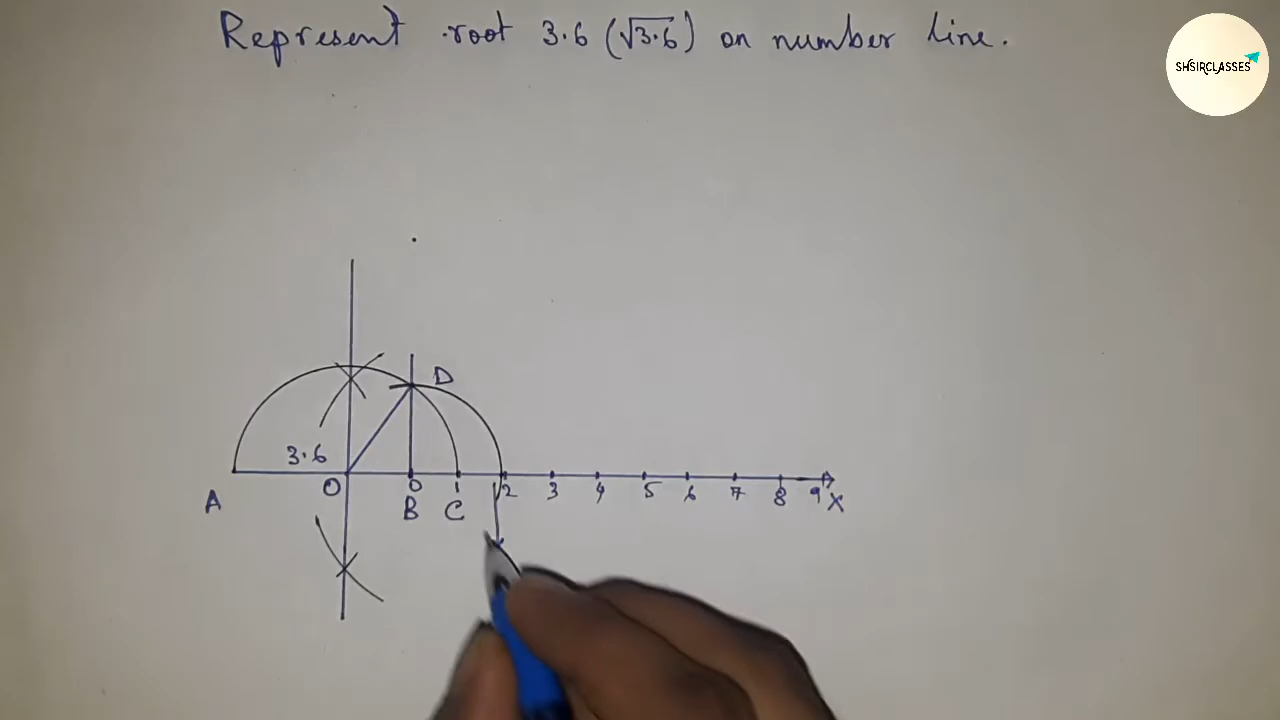 Represent root 3.6 (√3.6) on number line.
SHSIRCLASSES
D
3.6
O 0 1 2 3 4 5 6 7 8 9 X
A B C